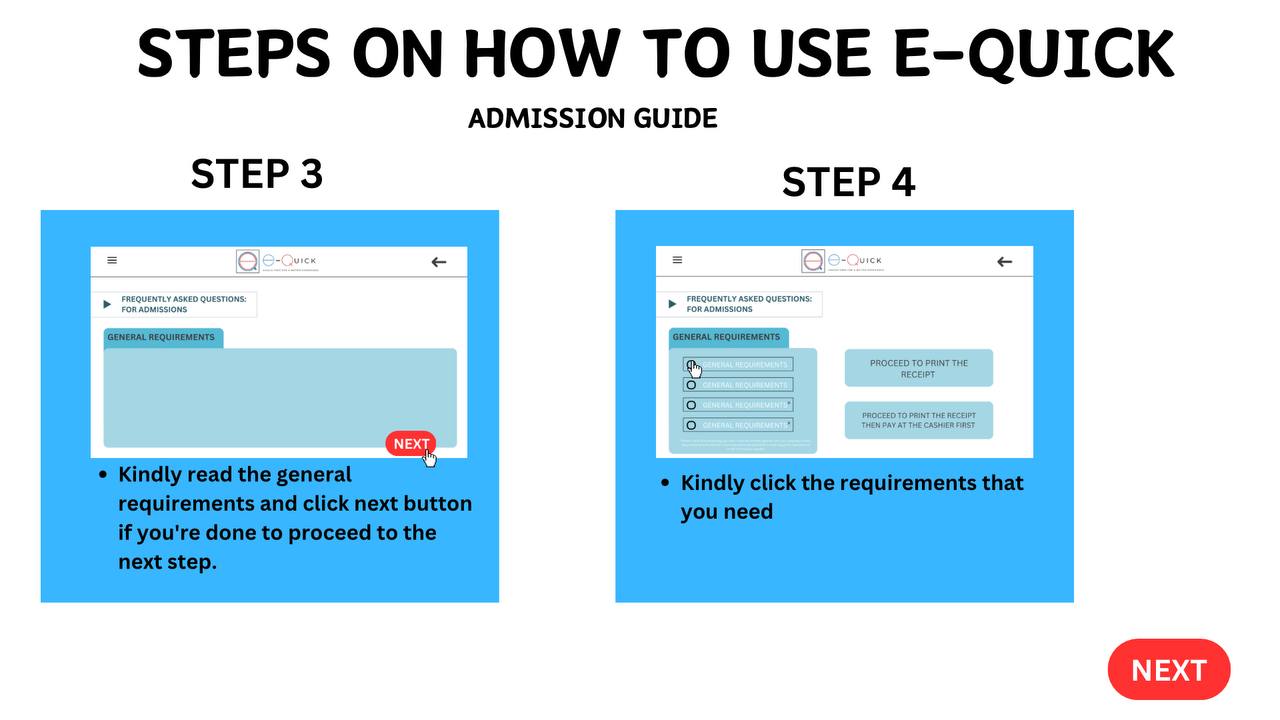 STEPS ON HOW TO USE E-QUICK
ADMISSION GUIDE
STEP 3
E-QUICK
FREQUENTLY ASKED QUESTIONS:
FOR ADMISSIONS
GENERAL REQUIREMENTS
NEXT
• Kindly read the general
requirements and click next button
if you're done to proceed to the
next step.
STEP 4
E-QUICK
FREQUENTLY ASKED QUESTIONS:
FOR ADMISSIONS
GENERAL REQUIREMENTS
GENERAL REQUIREMENTS
GENERAL REQUIREMENTS
GENERAL REQUIREMENTS*
GENERAL REQUIREMENTS*
PROCEED TO PRINT THE
RECEIPT
PROCEED TO PRINT THE RECEIPT
THEN PAY AT THE CASHIER FIRST
• Kindly click the requirements that
you need
NEXT